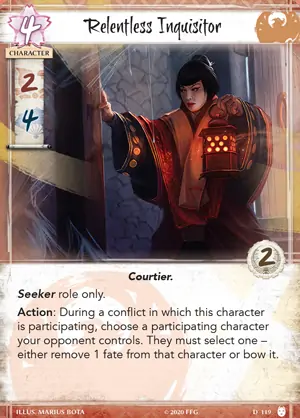 4
Relentless Inquisitor
CHARACTER
2
4
2
Courtier.
Seeker role only.
Action: During a conflict in which this character
is participating, choose a participating character
your opponent controls. They must select one –
either remove 1 fate from that character or bow it.
ILLUS. MARIUS BOTA
© 2020 FFG
D 119